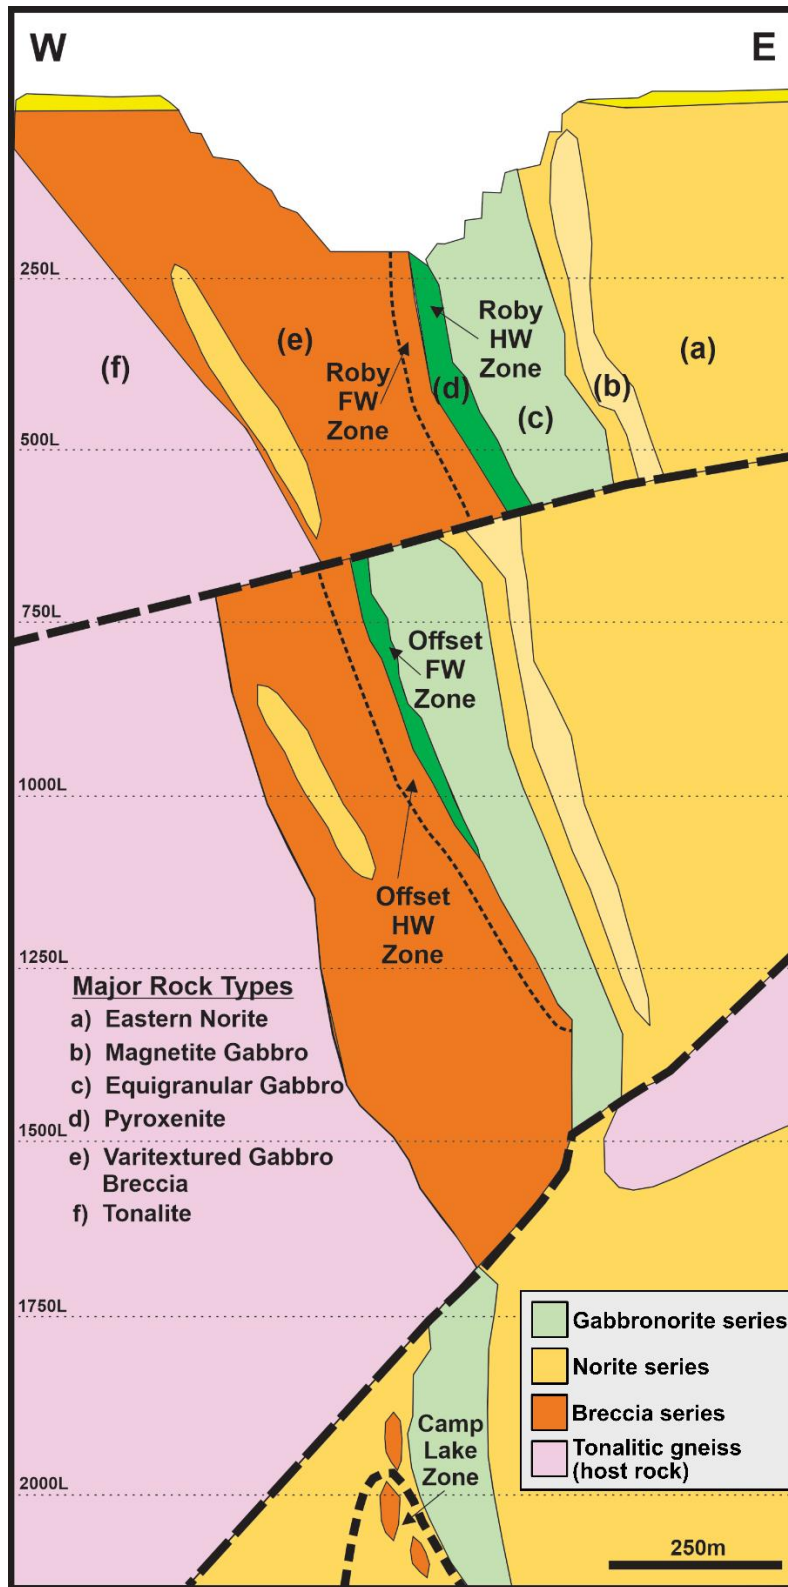 W
E
250L
Roby
HW
Zone
(e)
(f)
Roby
FW
Zone
(d)
(c)
(b)
(a)
500L
750L
Offset
FW
Zone
1000L
Offset
HW
Zone
1250L
Major Rock Types
a) Eastern Norite
b) Magnetite Gabbro
c) Equigranular Gabbro
d) Pyroxenite
e) Varitextured Gabbro
Breccia
f) Tonalite
1500L
1750L
Gabbronorite series
Norite series
Breccia series
Tonalitic gneiss
(host rock)
Camp
Lake
Zone
2000L
250m